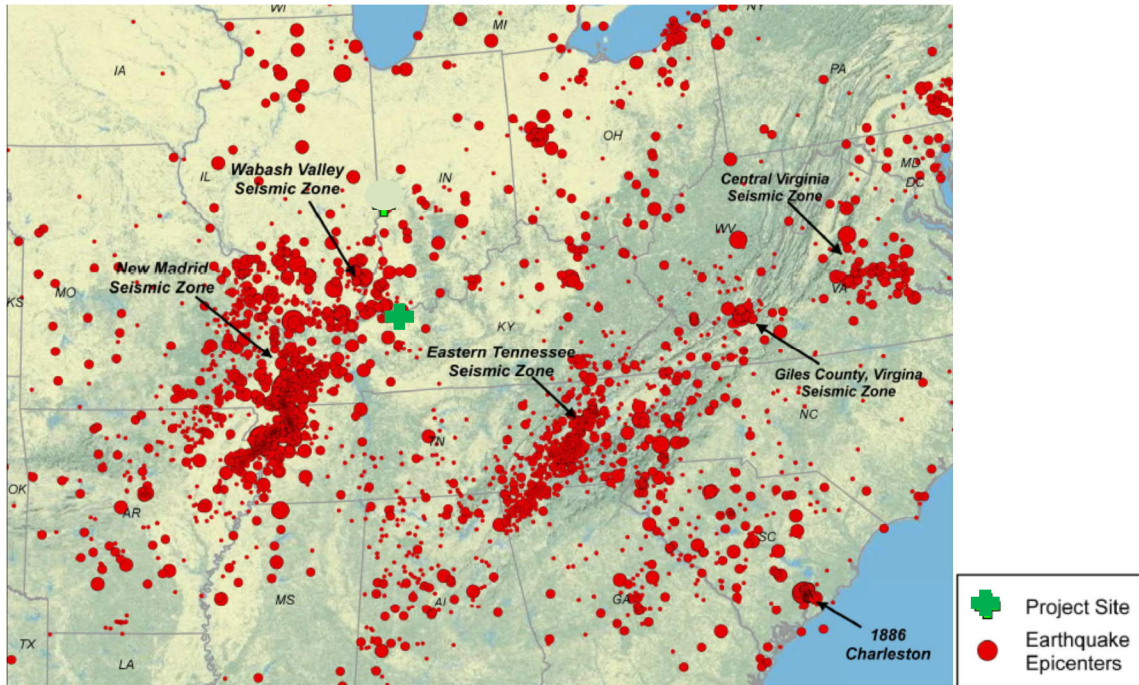 WI
MI
NY
IA
PA
OH
Wabash Valley
Seismic Zone
IL
IN
MD
DC
Central Virginia
Seismic Zone
WV
New Madrid
Seismic Zone
MO
KS
VA
KY
Eastern Tennessee
Seismic Zone
Giles County, Virgina
Seismic Zone
NC
TN
OK
AR
SC
MS
GA
TX
LA
1886
Charleston
Project Site
Earthquake
Epicenters